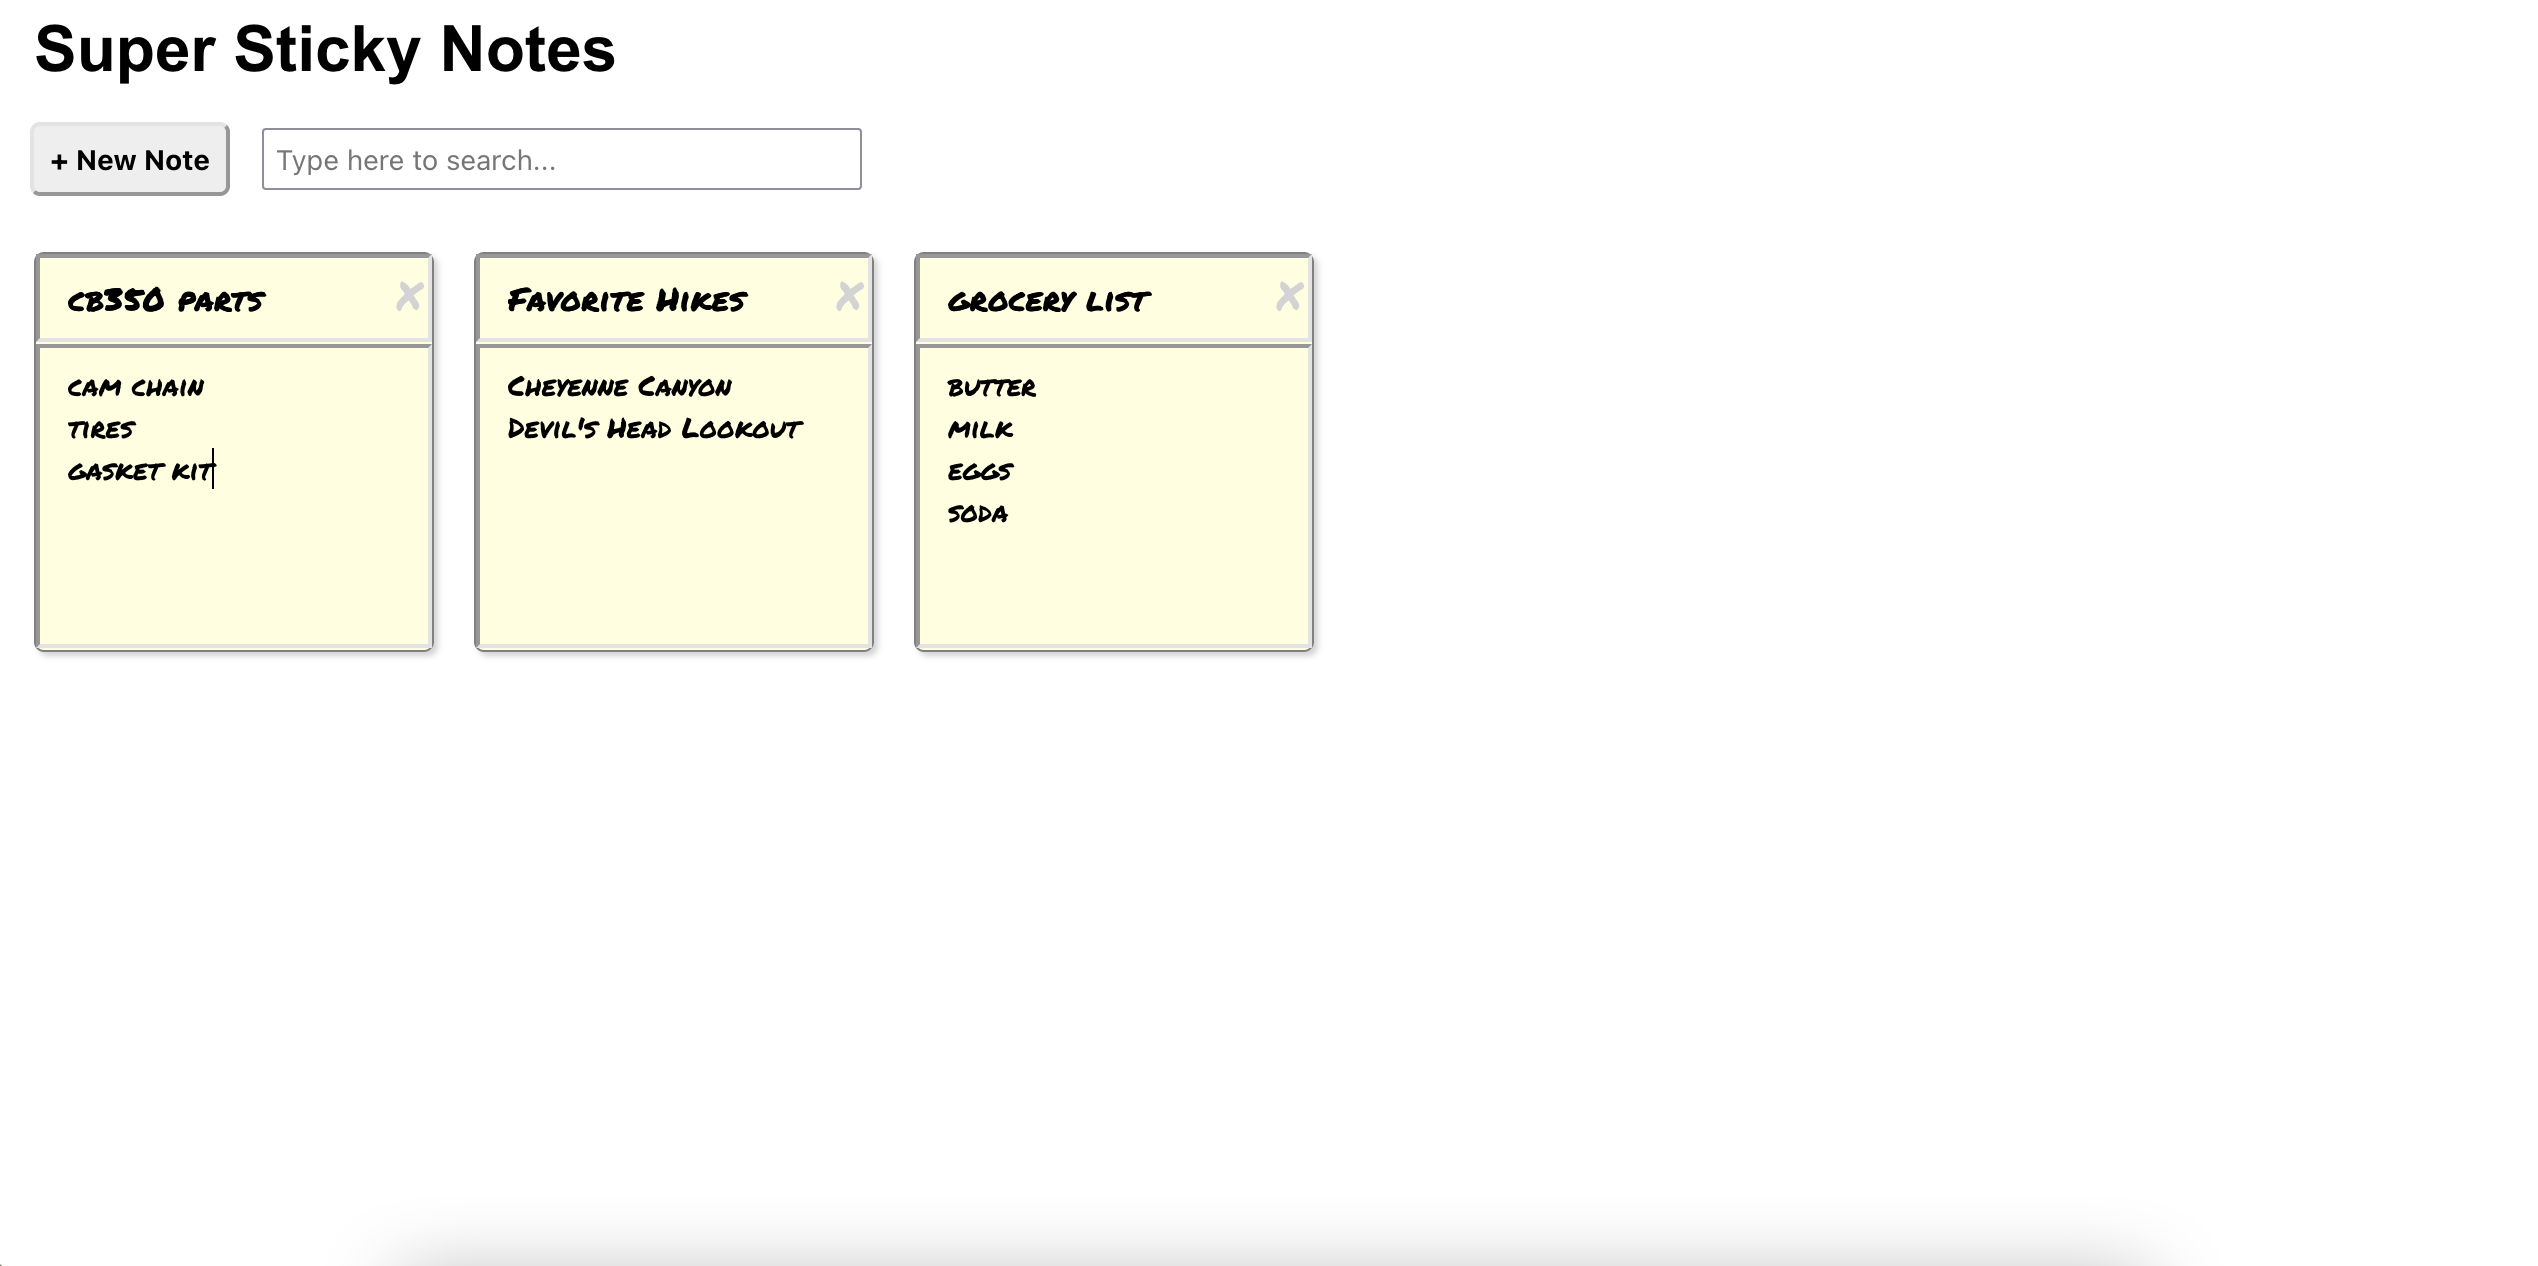 Super Sticky Notes
+ New Note
Type here to search...
cb350 parts
cam chain
tires
gasket kit
Favorite Hikes
Cheyenne Canyon
Devil's Head Lookout
grocery list
butter
milk
eggs
soda